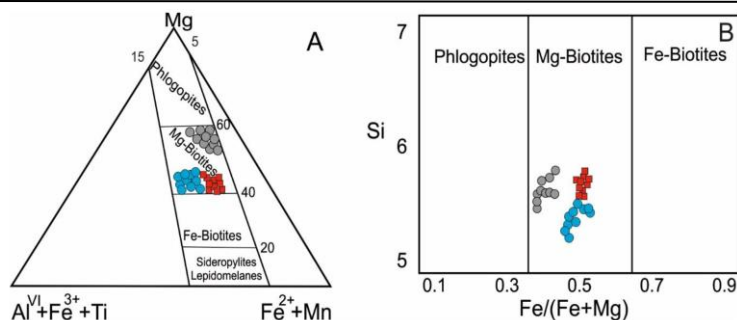 Mg
A
15
5
Phlogopites
60
Mg-Biotites
40
Fe-Biotites
20
Sideropylites
Lepidomelanes
Al^VI+Fe^3++Ti
Fe^2++Mn
B
7
Phlogopites
Mg-Biotites
Fe-Biotites
Si
6
5
0.1
0.3
0.5
0.7
0.9
Fe/(Fe+Mg)